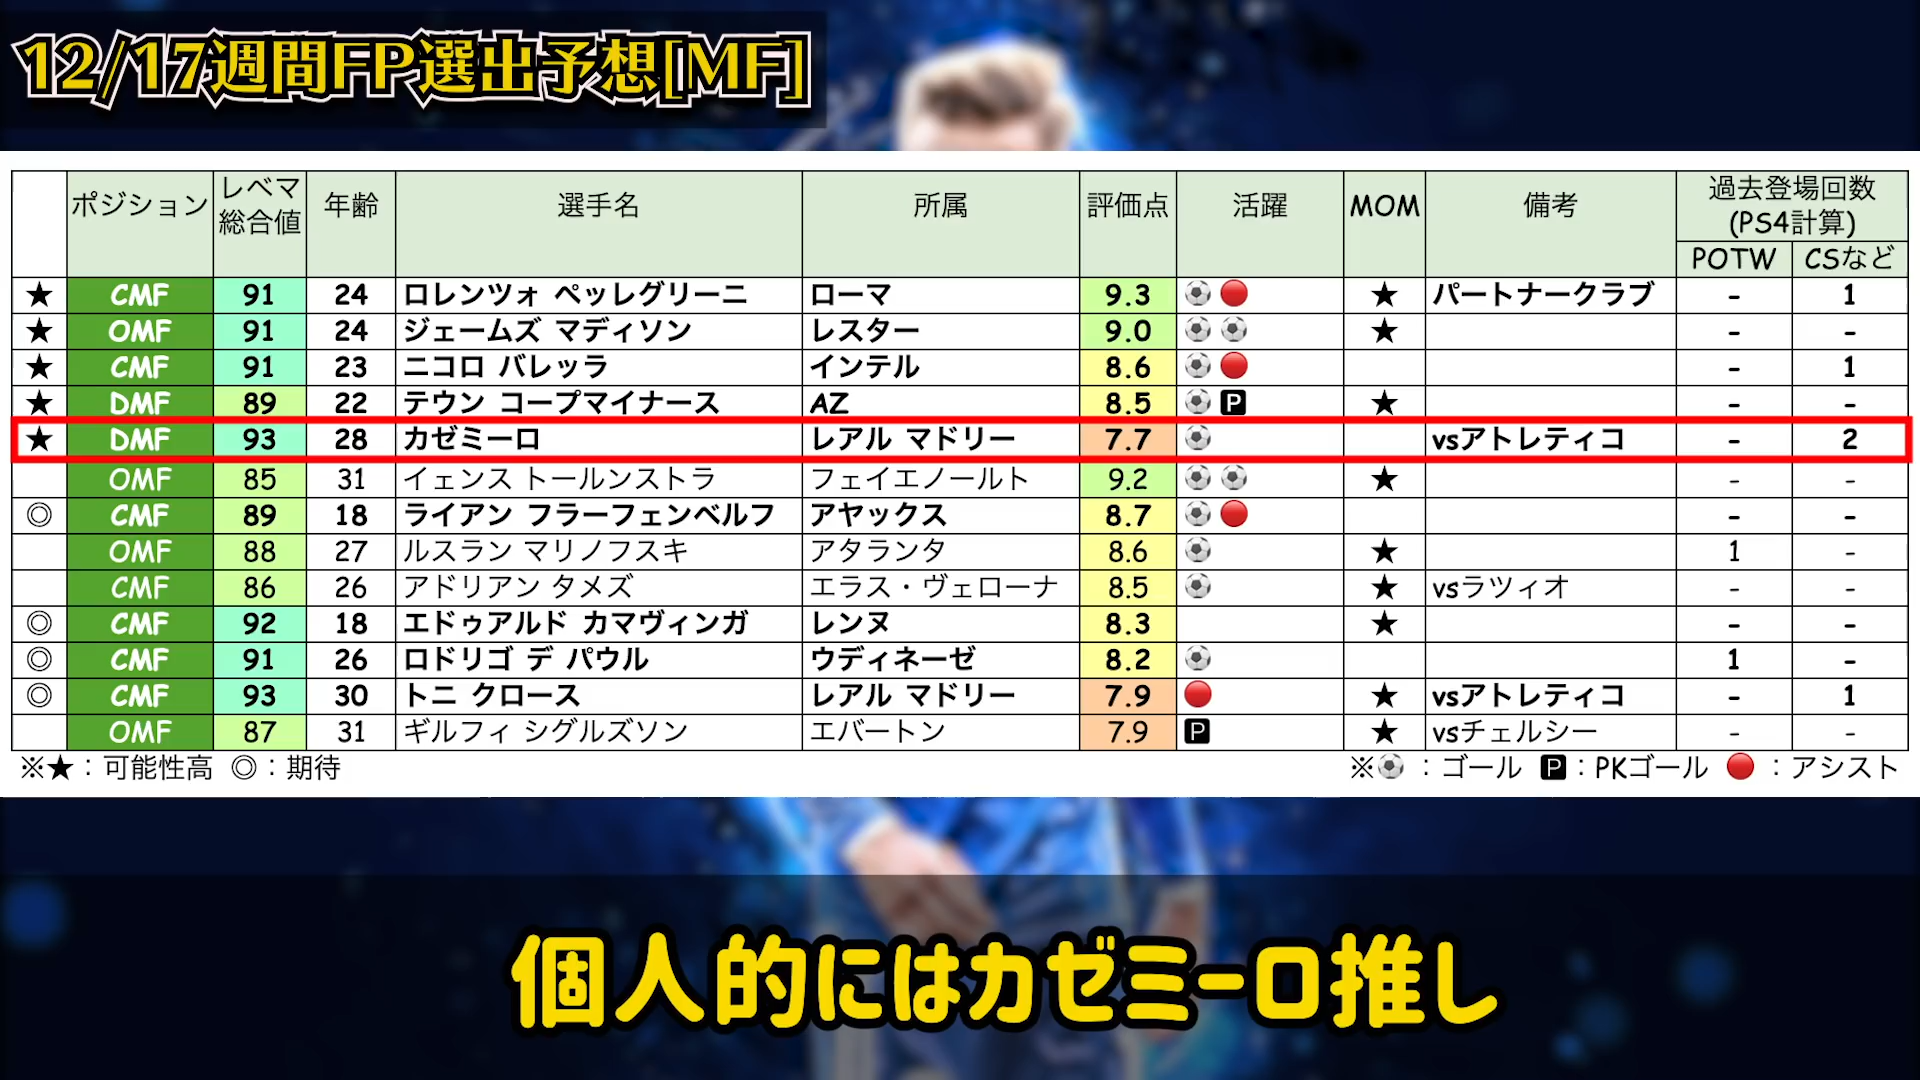 12/17週間FP選出予想[MF]
ポジション レベマ総合値 年齢 選手名 所属 評価点 活躍 MOM 備考 過去登場回数(PS4計算) POTW CSなど
★ CMF 91 24 ロレンツォ ペッレグリーニ ローマ 9.3 ⚽ 🔴 ★ パートナークラブ - 1
★ OMF 91 24 ジェームズ マディソン レスター 9.0 ⚽ ⚽ ★ - -
★ CMF 91 23 ニコロ バレッラ インテル 8.6 ⚽ 🔴 - 1
★ DMF 89 22 テウン コープマイナース AZ 8.5 ⚽ P ★ - -
★ DMF 93 28 カゼミーロ レアル マドリー 7.7 ⚽ vsアトレティコ - 2
OMF 85 31 イェンス トールンストラ フェイエノールト 9.2 ⚽ ⚽ ★ - -
◎ CMF 89 18 ライアン フラーフェンベルフ アヤックス 8.7 ⚽ 🔴 - -
OMF 88 27 ルスラン マリノフスキ アタランタ 8.6 ⚽ ★ 1 -
CMF 86 26 アドリアン タメズ エラス・ヴェローナ 8.5 ⚽ ★ vsラツィオ - -
◎ CMF 92 18 エドゥアルド カマヴィンガ レンヌ 8.3 ★ - -
◎ CMF 91 26 ロドリゴ デ パウル ウディネーゼ 8.2 ⚽ 1 -
◎ CMF 93 30 トニ クロース レアル マドリー 7.9 🔴 ★ vsアトレティコ - 1
OMF 87 31 ギルフィ シグルズソン エバートン 7.9 P ★ vsチェルシー - -
※★：可能性高 ◎：期待 ※⚽：ゴール P：PKゴール 🔴：アシスト
個人的にはカゼミーロ推し